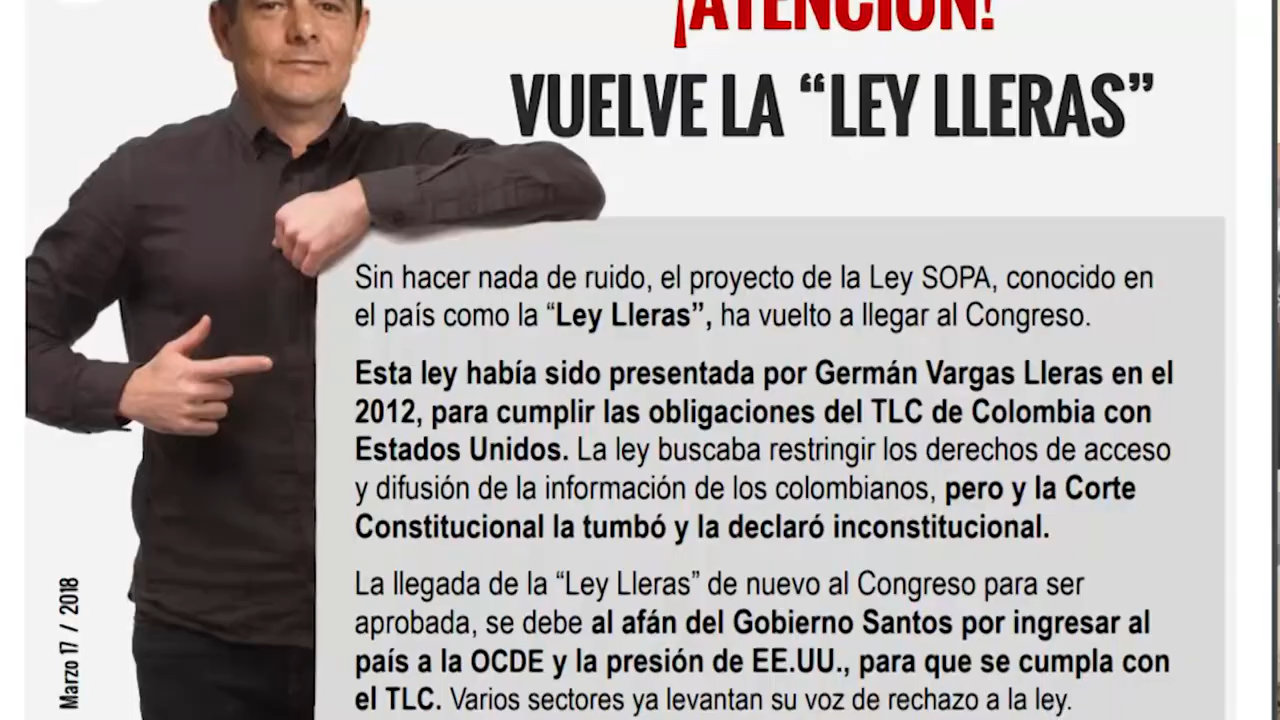 ¡ATENCIÓN!
VUELVE LA “LEY LLERAS”
Sin hacer nada de ruido, el proyecto de la Ley SOPA, conocido en
el país como la “Ley Lleras”, ha vuelto a llegar al Congreso.
Esta ley había sido presentada por Germán Vargas Lleras en el
2012, para cumplir las obligaciones del TLC de Colombia con
Estados Unidos. La ley buscaba restringir los derechos de acceso
y difusión de la información de los colombianos, pero y la Corte
Constitucional la tumbó y la declaró inconstitucional.
La llegada de la “Ley Lleras” de nuevo al Congreso para ser
aprobada, se debe al afán del Gobierno Santos por ingresar al
país a la OCDE y la presión de EE.UU., para que se cumpla con
el TLC. Varios sectores ya levantan su voz de rechazo a la ley.
Marzo 17 / 2018